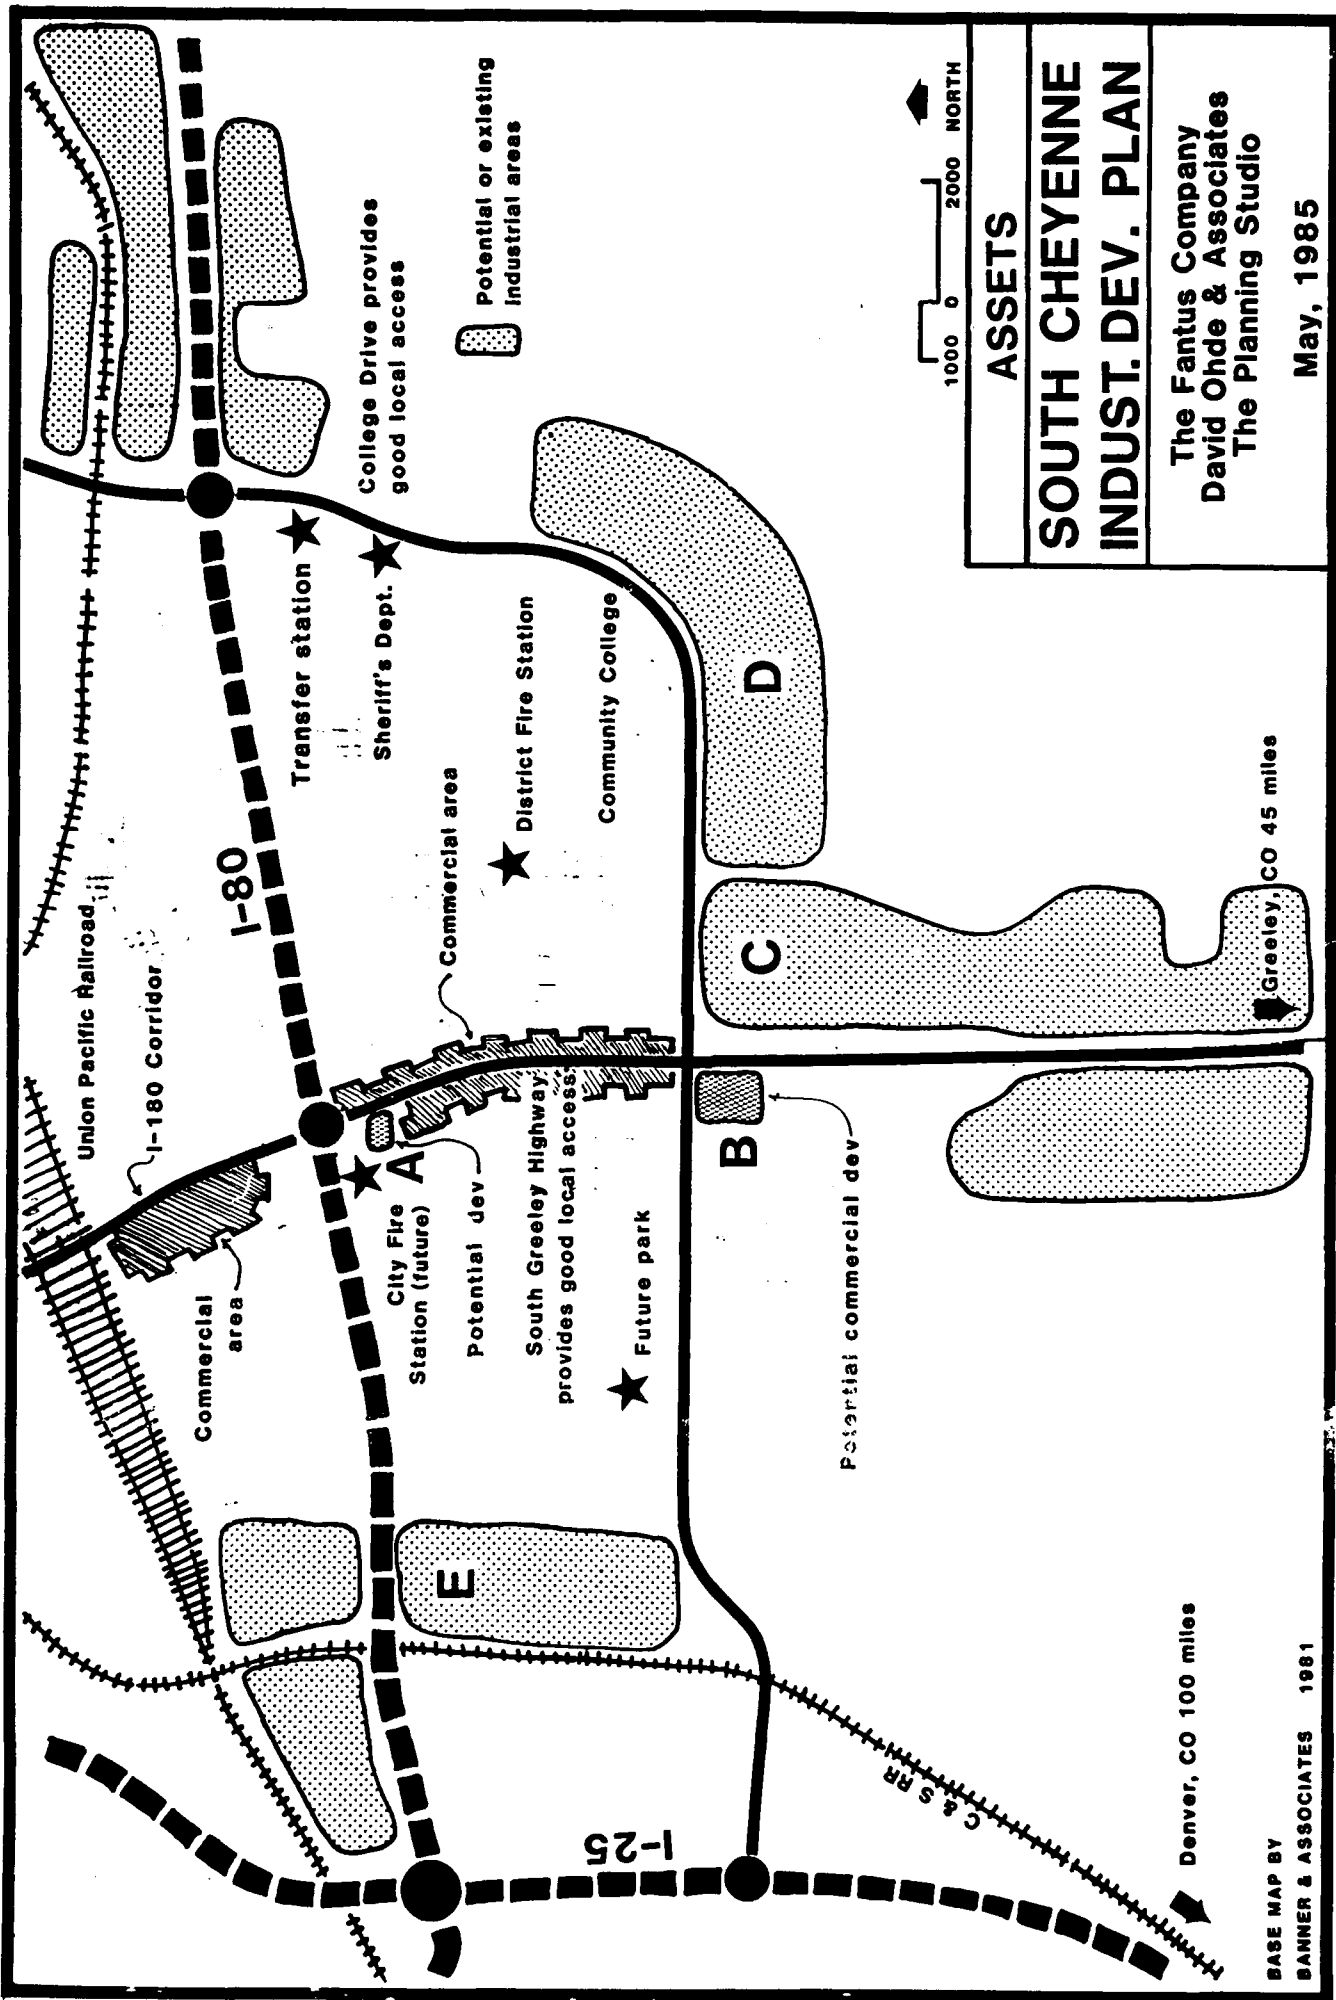 Union Pacific Railroad
I-180 Corridor
Commercial
area
I-80
Transfer station
Sheriff's Dept.
College Drive provides
good local access
Potential or existing
industrial areas
City Fire
Station (future)
A
Potential dev
Commercial area
District Fire Station
Community College
South Greeley Highway
provides good local access
Future park
E
I-25
B
C
D
Potential commercial dev
C & S RR
Denver, CO 100 miles
Greeley, CO 45 miles
BASE MAP BY
BANNER & ASSOCIATES 1981
1000 0 2000 NORTH
ASSETS
SOUTH CHEYENNE
INDUST. DEV. PLAN
The Fantus Company
David Ohde & Associates
The Planning Studio
May, 1985